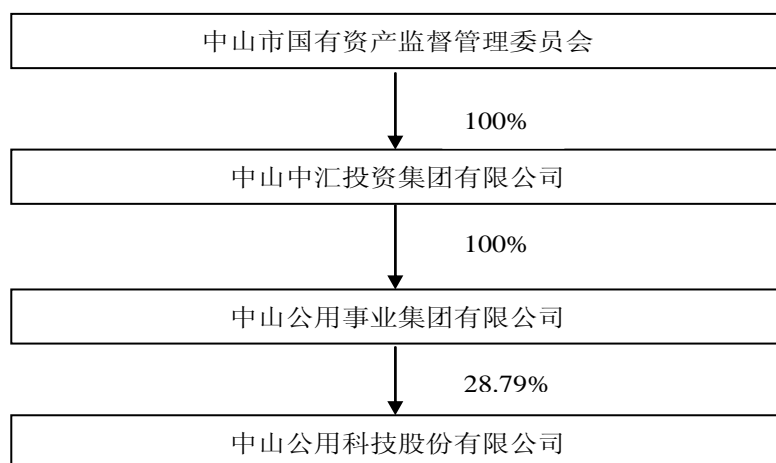 中山市国有资产监督管理委员会
100%
中山中汇投资集团有限公司
100%
中山公用事业集团有限公司
28.79%
中山公用科技股份有限公司